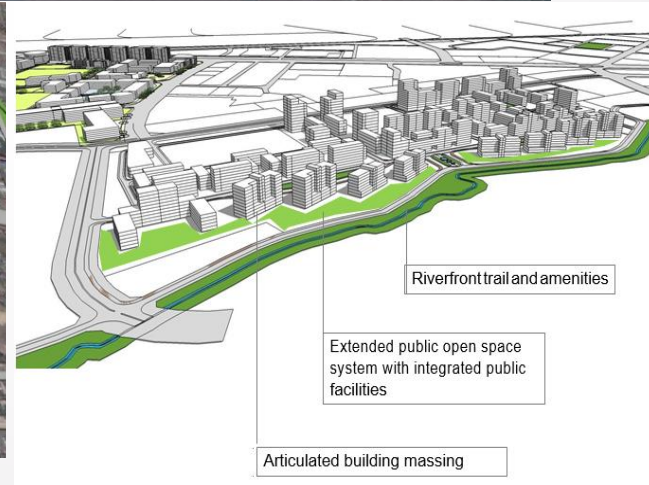 Riverfront trail and amenities
Extended public open space
system with integrated public
facilities
Articulated building massing